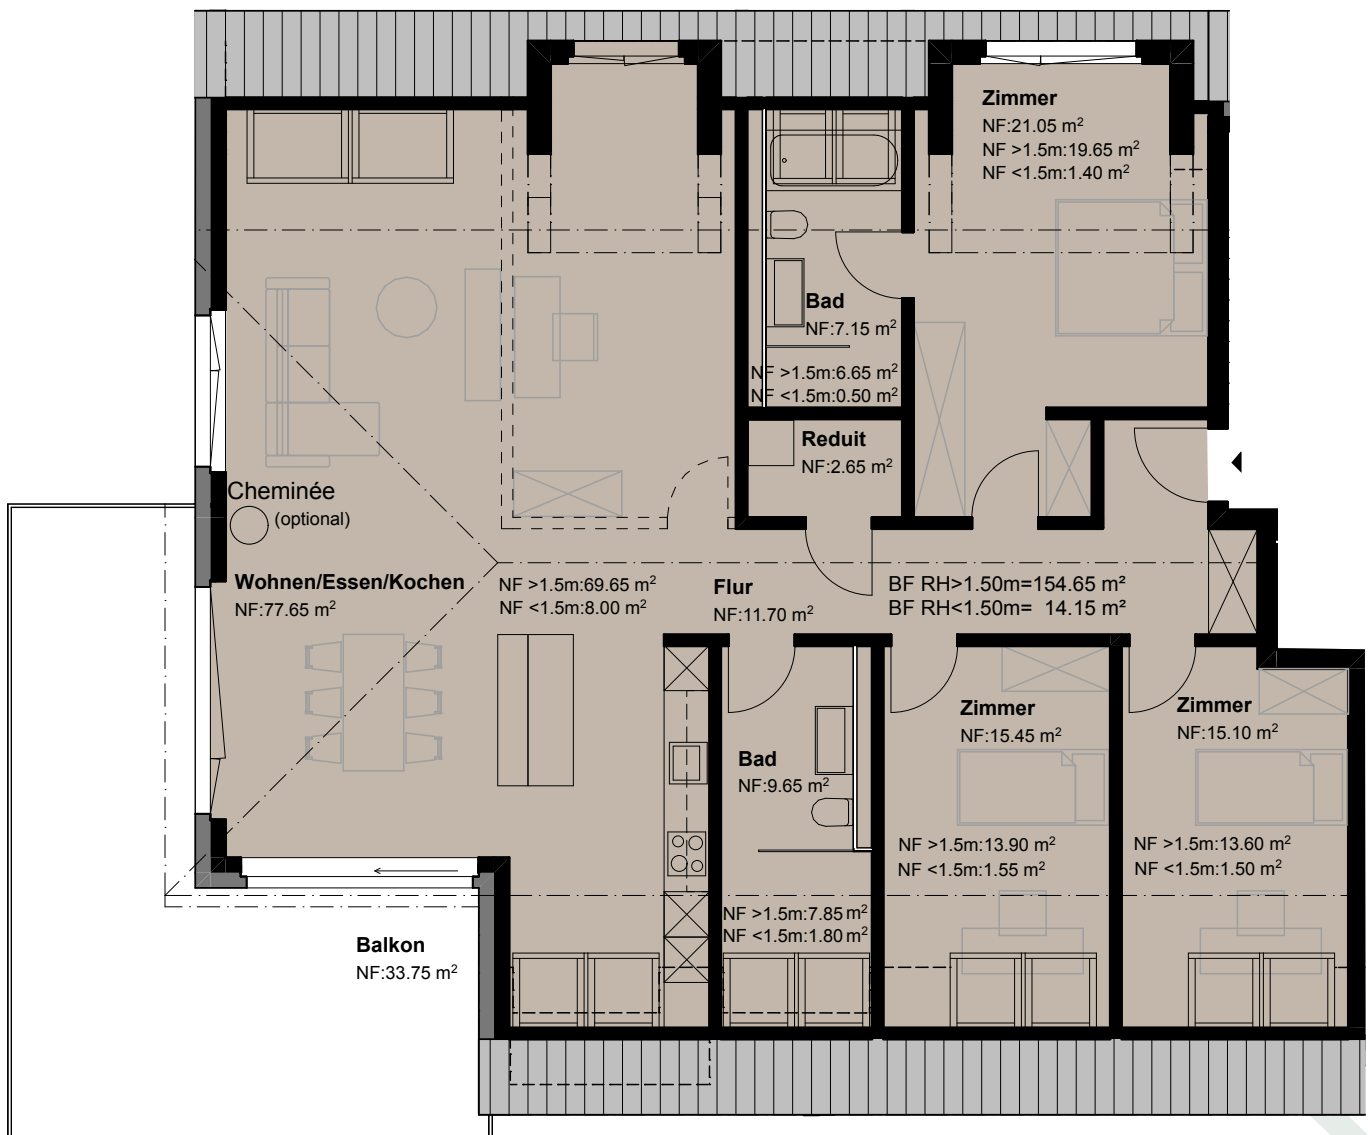 Zimmer
NF:21.05 m²
NF >1.5m:19.65 m²
NF <1.5m:1.40 m²
Bad
NF:7.15 m²
NF >1.5m:6.65 m²
NF <1.5m:0.50 m²
Reduit
NF:2.65 m²
Cheminée
(optional)
Wohnen/Essen/Kochen
NF:77.65 m²
NF >1.5m:69.65 m²
NF <1.5m:8.00 m²
Flur
NF:11.70 m²
BF RH>1.50m=154.65 m²
BF RH<1.50m= 14.15 m²
Bad
NF:9.65 m²
NF >1.5m:7.85 m²
NF <1.5m:1.80 m²
Zimmer
NF:15.45 m²
NF >1.5m:13.90 m²
NF <1.5m:1.55 m²
Zimmer
NF:15.10 m²
NF >1.5m:13.60 m²
NF <1.5m:1.50 m²
Balkon
NF:33.75 m²